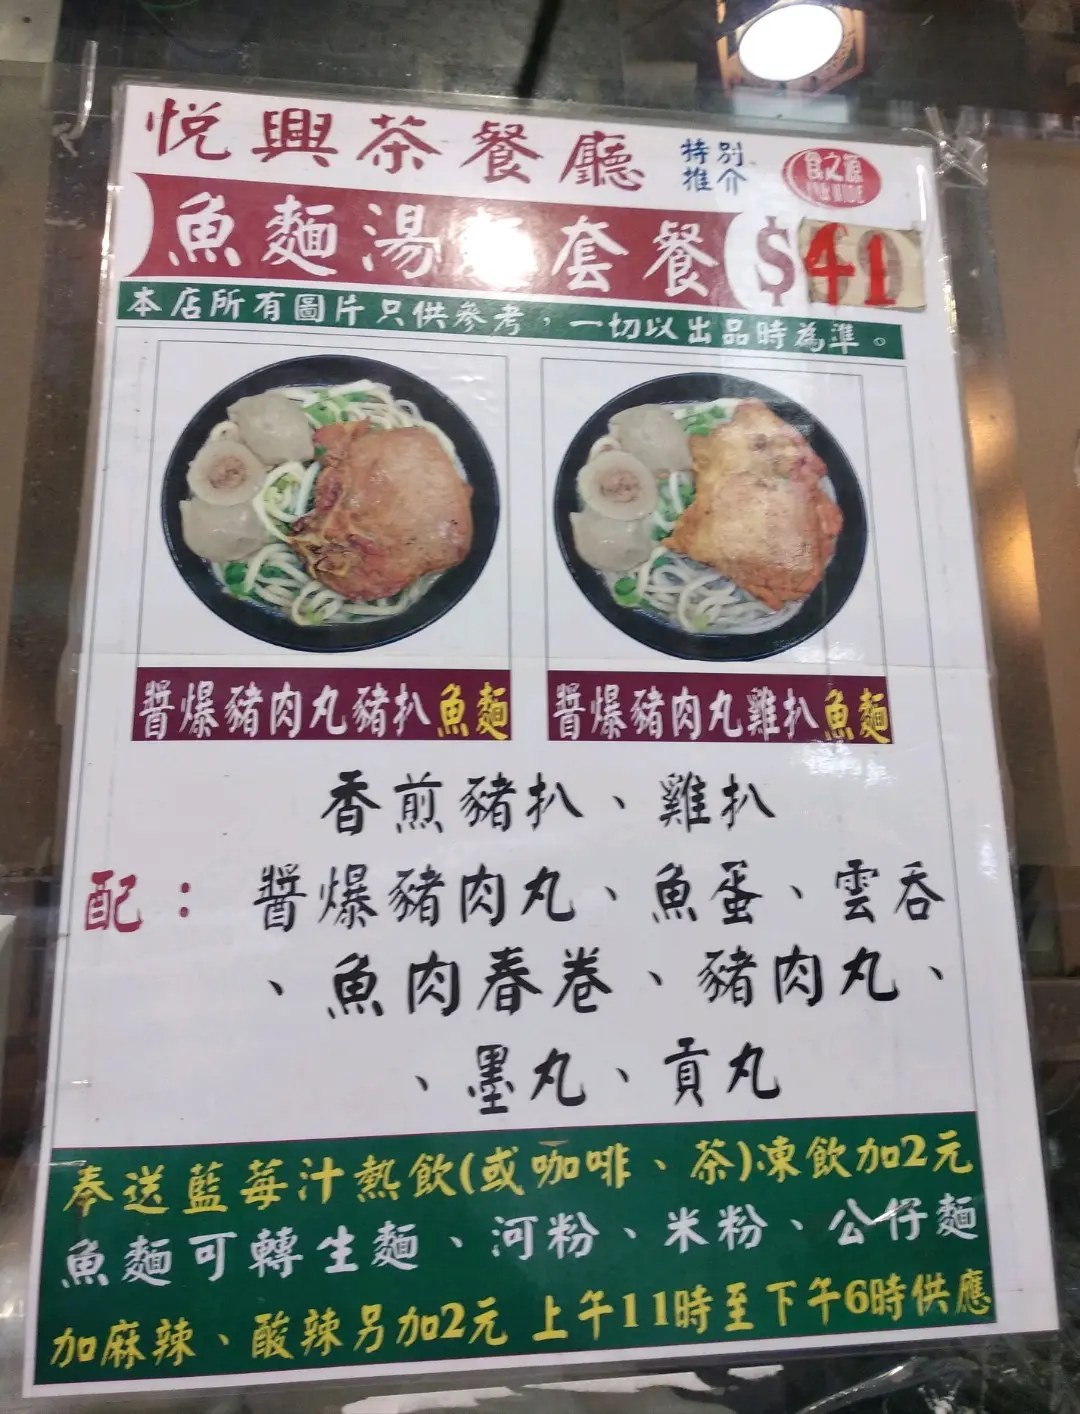 悅興茶餐廳
特別
推介
食之源
魚麵湯 套餐 $41
本店所有圖片只供參考，一切以出品時為準。
醬爆豬肉丸豬扒魚麵
醬爆豬肉丸雞扒魚麵
香煎豬扒、雞扒
配：醬爆豬肉丸、魚蛋、雲吞
、魚肉春卷、豬肉丸、
、墨丸、貢丸
奉送藍莓汁熱飲(或咖啡、茶)凍飲加2元
魚麵可轉生麵、河粉、米粉、公仔麵
加麻辣、酸辣另加2元 上午11時至下午6時供應